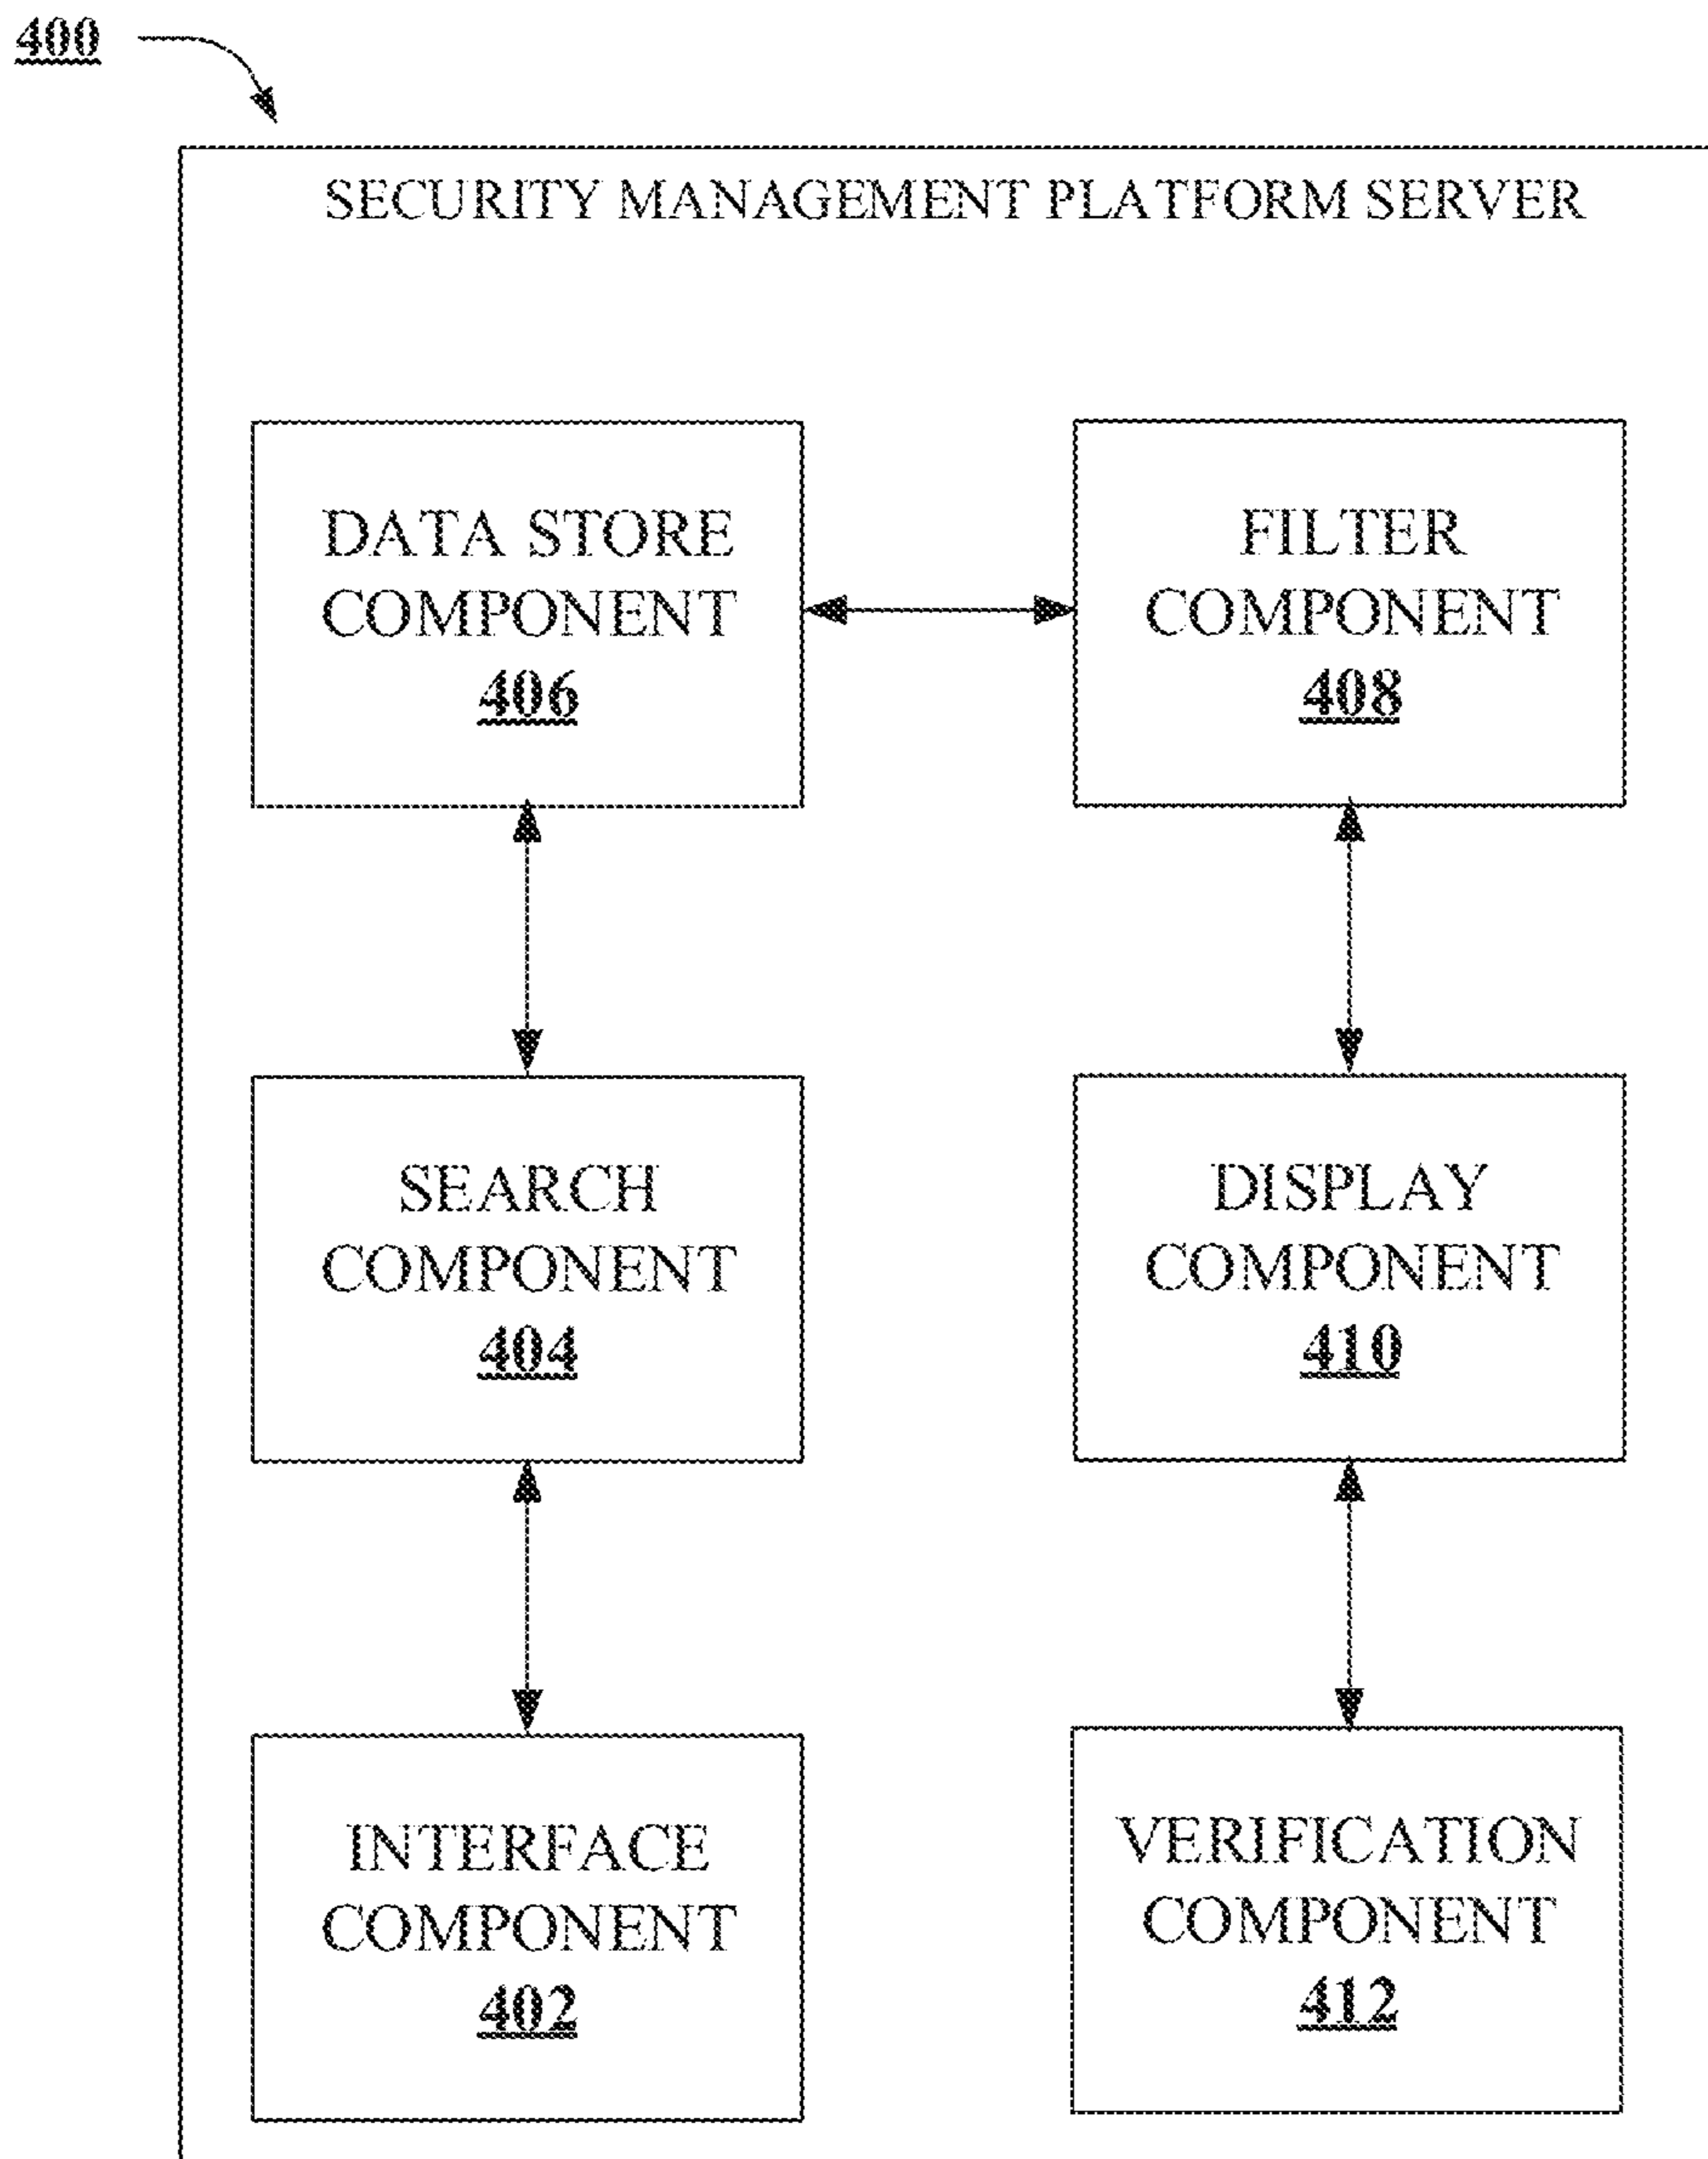 400
SECURITY MANAGEMENT PLATFORM SERVER
DATA STORE
COMPONENT
406
FILTER
COMPONENT
408
SEARCH
COMPONENT
404
DISPLAY
COMPONENT
410
INTERFACE
COMPONENT
402
VERIFICATION
COMPONENT
412